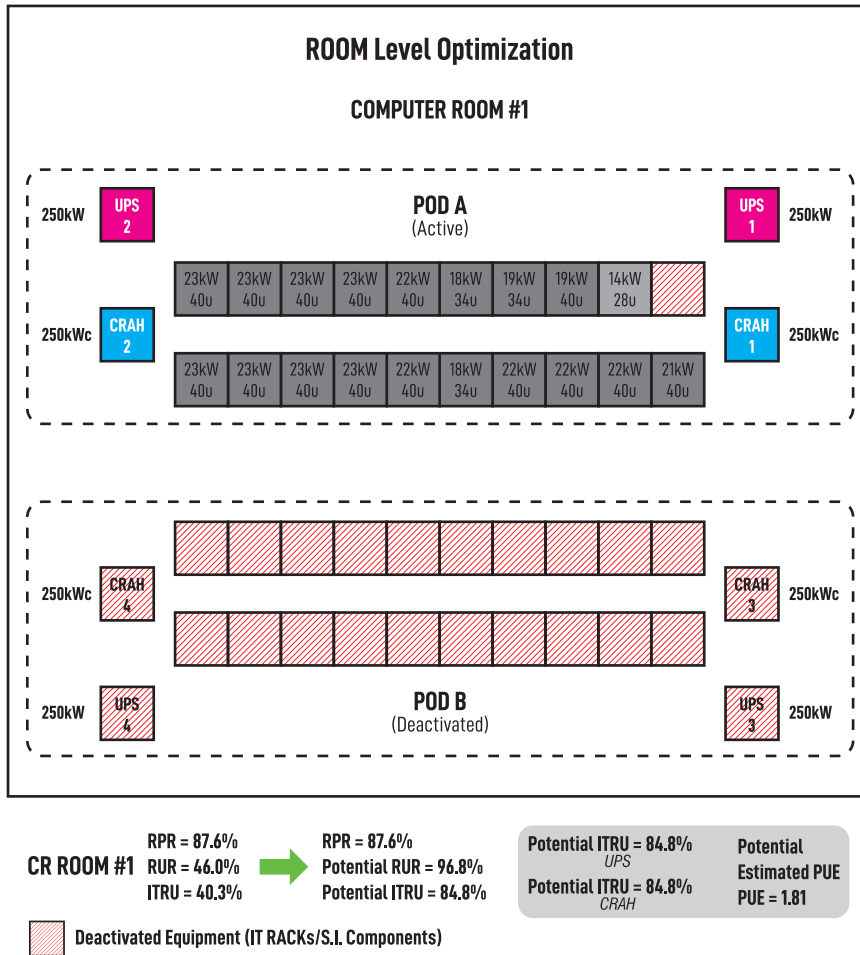 ROOM Level Optimization
COMPUTER ROOM #1
250kW UPS 2 POD A UPS 1 250kW
(Active)
23kW 23kW 23kW 23kW 22kW 18kW 19kW 19kW 14kW
40u 40u 40u 40u 40u 34u 34u 40u 28u
250kWc CRAH 2 CRAH 1 250kWc
23kW 23kW 23kW 23kW 22kW 18kW 22kW 22kW 22kW 21kW
40u 40u 40u 40u 40u 34u 40u 40u 40u 40u
250kWc CRAH 4 CRAH 3 250kWc
250kW UPS 4 POD B UPS 3 250kW
(Deactivated)
CR ROOM #1
RPR = 87.6%
RUR = 46.0%
ITRU = 40.3%
RPR = 87.6%
Potential RUR = 96.8%
Potential ITRU = 84.8%
Potential ITRU = 84.8%
UPS
Potential ITRU = 84.8%
CRAH
Potential
Estimated PUE
PUE = 1.81
Deactivated Equipment (IT RACKs/S.I. Components)